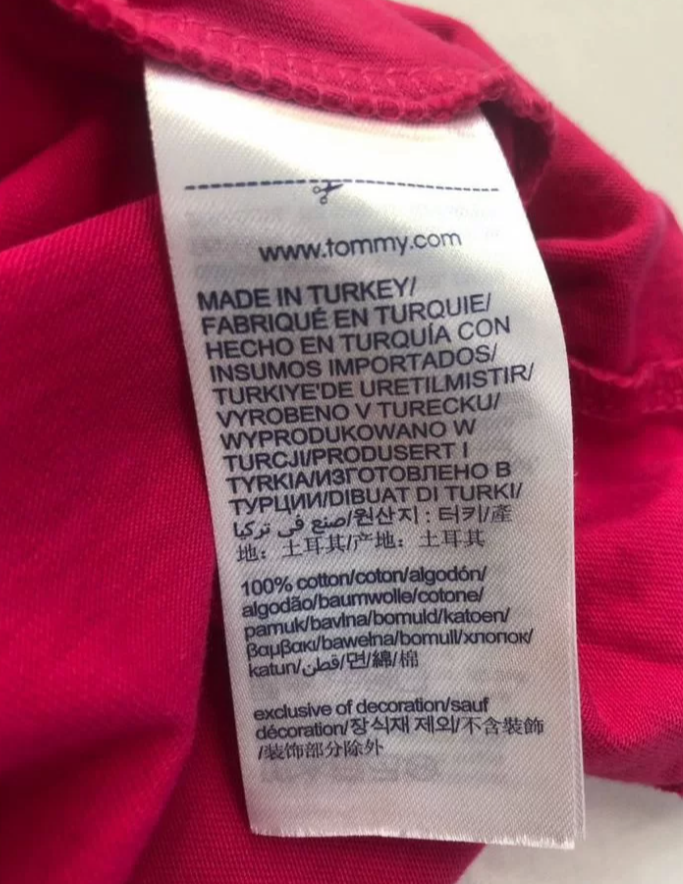 www.tommy.com
MADE IN TURKEY/
FABRIQUÉ EN TURQUIE/
HECHO EN TURQUÍA CON
INSUMOS IMPORTADOS/
TURKIYE'DE URETILMISTIR/
VYROBENO V TURECKU/
WYPRODUKOWANO W
TURCJI/PRODUSERT I
TYRKIA/ИЗГОТОВЛЕНО В
ТУРЦИИ/DIBUAT DI TURKI/
صنع في تركيا/원산지 : 터키/產
地: 土耳其/产地: 土耳其
100% cotton/coton/algodón/
algodão/baumwolle/cotone/
pamuk/bavlna/bomuld/katoen/
βαμβακι/bawełna/bomull/хлопок/
katun/قطن/면/綿/棉
exclusive of decoration/sauf
décoration/장식재 제외/不含裝飾
/装饰部分除外